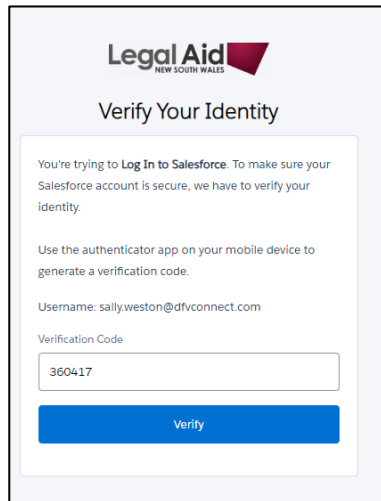 Legal Aid
NEW SOUTH WALES
Verify Your Identity
You're trying to Log In to Salesforce. To make sure your
Salesforce account is secure, we have to verify your
identity.
Use the authenticator app on your mobile device to
generate a verification code.
Username: sally.weston@dfvconnect.com
Verification Code
360417
Verify